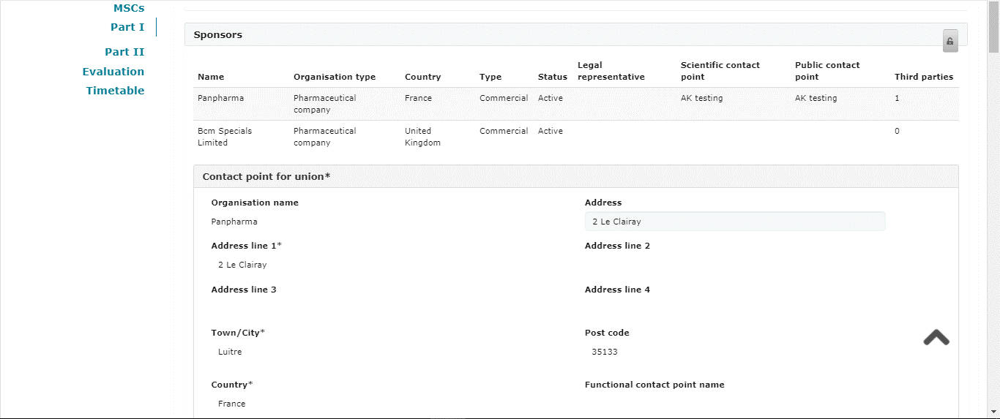 MSCs
Part I
Part II
Evaluation
Timetable
Sponsors
Name Organisation type Country Type Status Legal representative Scientific contact point Public contact point Third parties
Panpharma Pharmaceutical company France Commercial Active AK testing AK testing 1
Bcm Specials Limited Pharmaceutical company United Kingdom Commercial Active 0
Contact point for union*
Organisation name Address
Panpharma 2 Le Clairay
Address line 1* Address line 2
2 Le Clairay
Address line 3 Address line 4
Town/City* Post code
Luitre 35133
Country* Functional contact point name
France